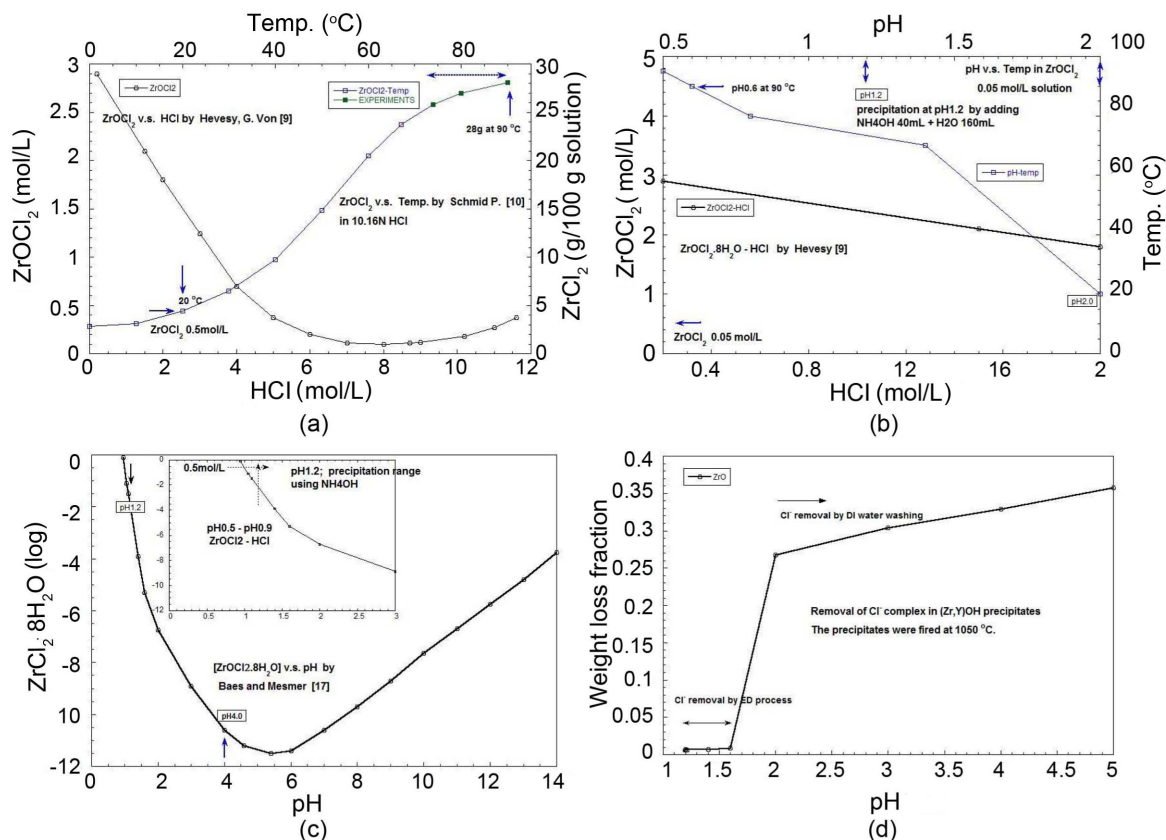 (a)
Temp. (°C)
0 20 40 60 80
3 2.5 2 1.5 1 0.5 0
30 25 20 15 10 5 0
ZrOCl2 (mol/L)
ZrCl2 (g/100 g solution)
ZrOCl2
ZrOCl2-Temp
EXPERIMENTS
ZrOCl2 v.s. HCl by Hevesy, G. Von [9]
28g at 90 °C
ZrOCl2 v.s. Temp. by Schmid P. [10]
in 10.16N HCl
20 °C
ZrOCl2 0.5mol/L
0 2 4 6 8 10 12
HCl (mol/L)
(a)
pH
0.5 1 1.5 2
5 4 3 2 1 0
100 80 60 40 20 0
ZrOCl2 (mol/L)
Temp. (°C)
pH0.6 at 90 °C
pH1.2
pH v.s. Temp in ZrOCl2
0.05 mol/L solution
precipitation at pH1.2 by adding
NH4OH 40mL + H2O 160mL
pH-temp
ZrOCl2-HCl
ZrOCl2.8H2O - HCl by Hevesy [9]
pH2.0
ZrOCl2 0.05 mol/L
0.4 0.8 1.2 15 2
HCl (mol/L)
(b)
0 -2 -4 -6 -8 10 -12
ZrCl2. 8H2O (log)
pH1.2
0.5mol/L
pH1.2; precipitation range
using NH4OH
pH0.5 - pH0.9
ZrOCl2 - HCl
0 -2 -4 -6 -8 -10 -12
0 0.5 1 1.5 2 2.5 3
[ZrOCl2.8H2O] v.s. pH by
Baes and Mesmer [17]
pH4.0
0 2 4 6 8 10 12 14
pH
(c)
0.4 0.35 0.3 0.25 0.2 0.15 0.1 0.05 0
Weight loss fraction
ZrO
Cl- removal by DI water washing
Removal of Cl- complex in (Zr,Y)OH precipitates
The precipitates were fired at 1050 °C.
Cl- removal by ED process
1 1.5 2 2.5 3 3.5 4 4.5 5
pH
(d)